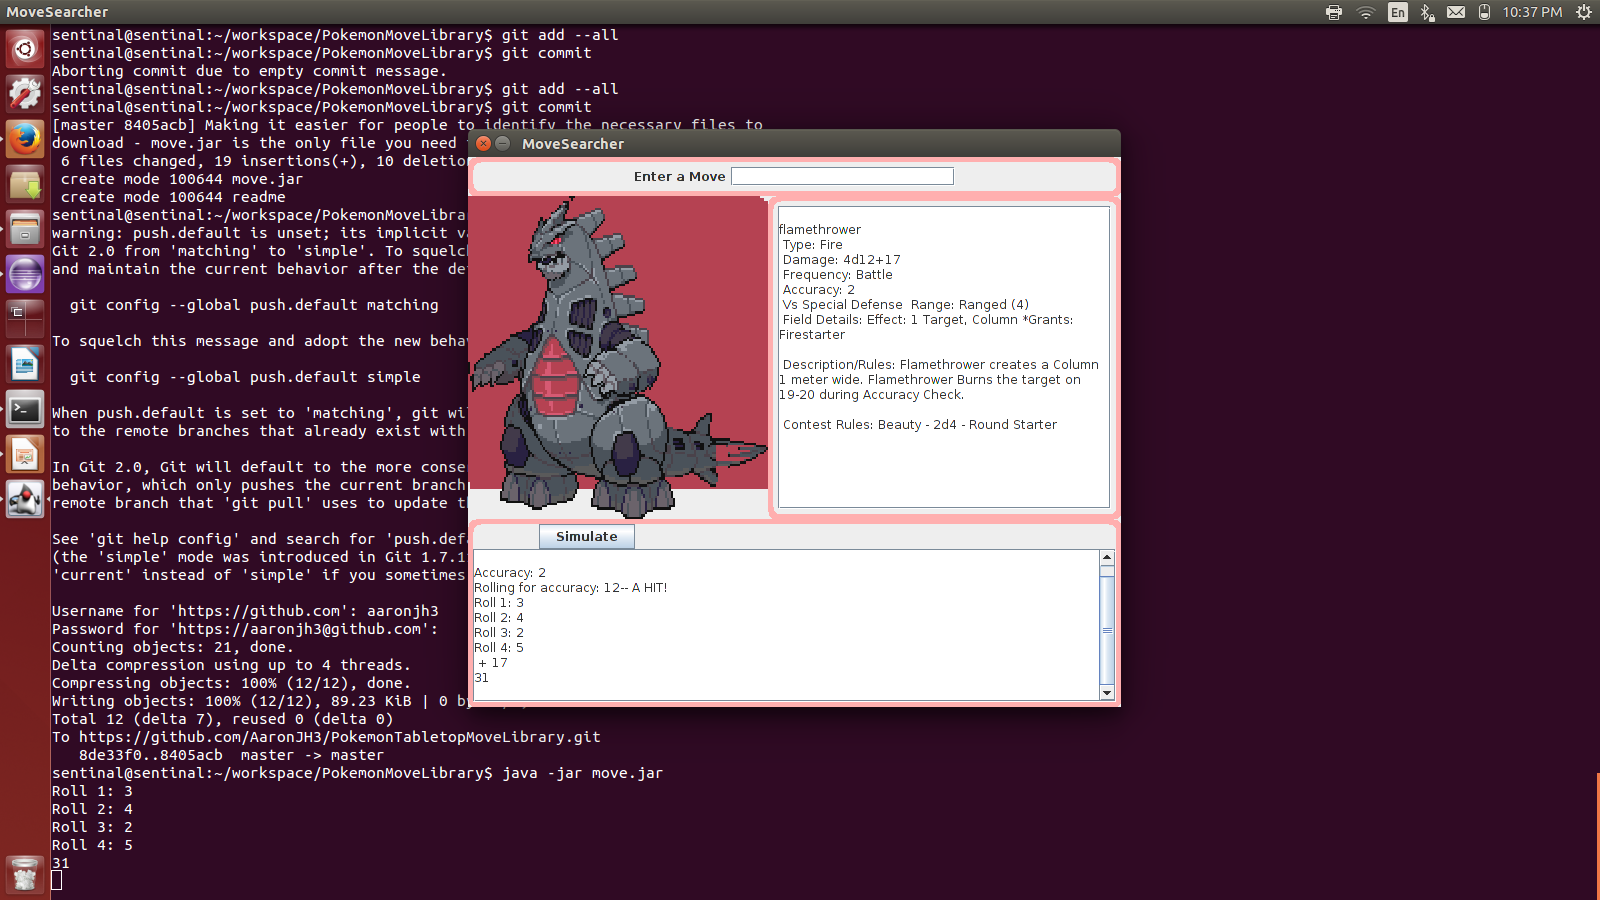 MoveSearcher
En
10:37 PM
sentinal@sentinal:~/workspace/PokemonMoveLibrary$ git add --all
sentinal@sentinal:~/workspace/PokemonMoveLibrary$ git commit
Aborting commit due to empty commit message.
sentinal@sentinal:~/workspace/PokemonMoveLibrary$ git add --all
sentinal@sentinal:~/workspace/PokemonMoveLibrary$ git commit
[master 8405acb] Making it easier for people to identify the necessary files to
download - move.jar is the only file you need
6 files changed, 19 insertions(+), 10 deletio
create mode 100644 move.jar
create mode 100644 readme
sentinal@sentinal:~/workspace/PokemonMoveLibra
warning: push.default is unset; its implicit va
Git 2.0 from 'matching' to 'simple'. To squelch
and maintain the current behavior after the de
git config --global push.default matching
To squelch this message and adopt the new beha
git config --global push.default simple
When push.default is set to 'matching', git wi
to the remote branches that already exist with
In Git 2.0, Git will default to the more conse
behavior, which only pushes the current branch
remote branch that 'git pull' uses to update t
See 'git help config' and search for 'push.def
(the 'simple' mode was introduced in Git 1.7.1
'current' instead of 'simple' if you sometimes
Username for 'https://github.com': aaronjh3
Password for 'https://aaronjh3@github.com':
Counting objects: 21, done.
Delta compression using up to 4 threads.
Compressing objects: 100% (12/12), done.
Writing objects: 100% (12/12), 89.23 KiB | 0 b
Total 12 (delta 7), reused 0 (delta 0)
To https://github.com/AaronJH3/PokemonTabletopMoveLibrary.git
8de33f0..8405acb  master -> master
sentinal@sentinal:~/workspace/PokemonMoveLibrary$ java -jar move.jar
Roll 1: 3
Roll 2: 4
Roll 3: 2
Roll 4: 5
31
MoveSearcher
Enter a Move
flamethrower
Type: Fire
Damage: 4d12+17
Frequency: Battle
Accuracy: 2
Vs Special Defense  Range: Ranged (4)
Field Details: Effect: 1 Target, Column *Grants:
Firestarter
Description/Rules: Flamethrower creates a Column
1 meter wide. Flamethrower Burns the target on
19-20 during Accuracy Check.
Contest Rules: Beauty - 2d4 - Round Starter
Simulate
Accuracy: 2
Rolling for accuracy: 12-- A HIT!
Roll 1: 3
Roll 2: 4
Roll 3: 2
Roll 4: 5
+ 17
31